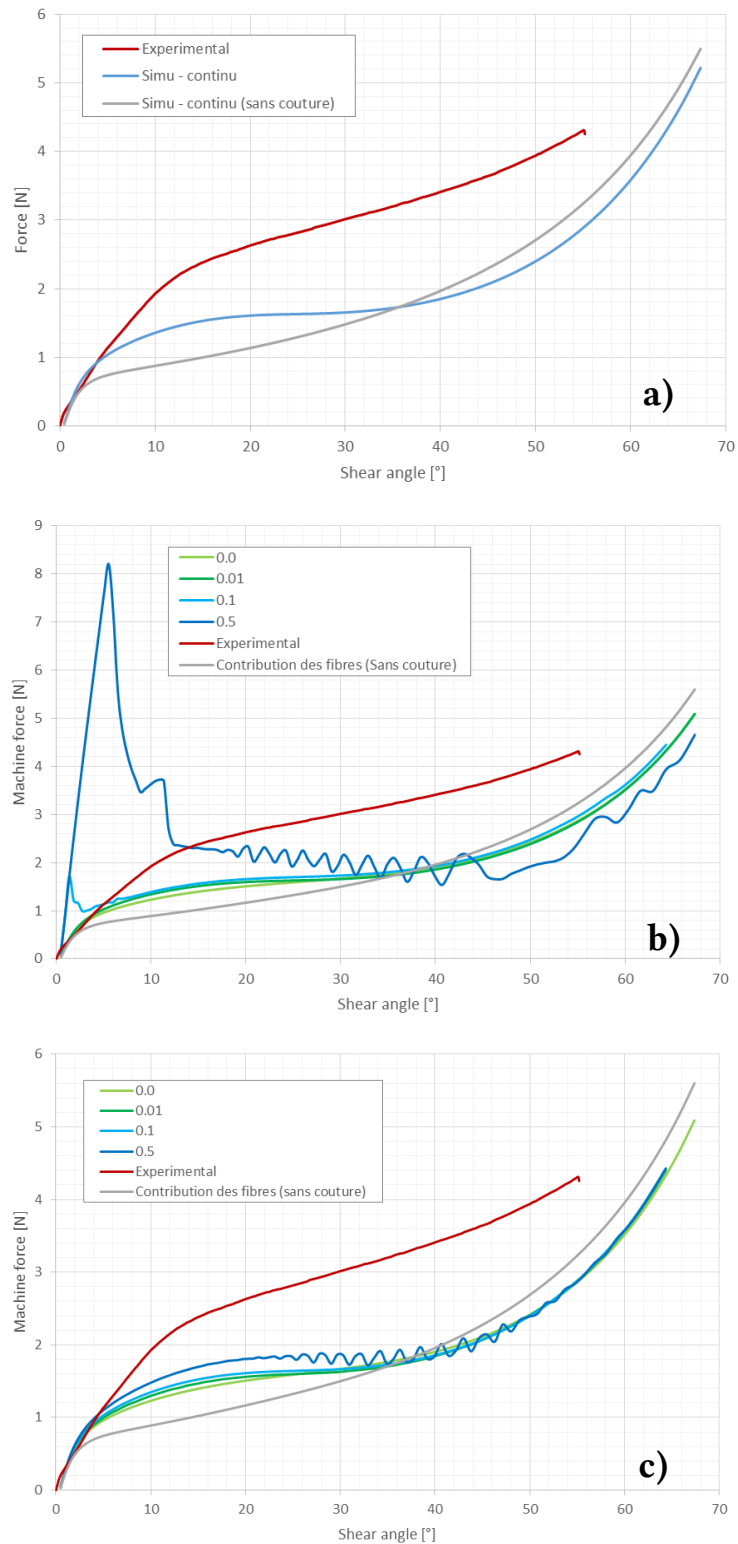 6
5
4
3
2
1
0
Force [N]
Experimental
Simu - continu
Simu - continu (sans couture)
a)
0 10 20 30 40 50 60 70
Shear angle [°]
9
8
7
6
5
4
3
2
1
0
Machine force [N]
0.0
0.01
0.1
0.5
Experimental
Contribution des fibres (Sans couture)
b)
0 10 20 30 40 50 60 70
Shear angle [°]
6
5
4
3
2
1
0
Machine force [N]
0.0
0.01
0.1
0.5
Experimental
Contribution des fibres (sans couture)
c)
0 10 20 30 40 50 60 70
Shear angle [°]